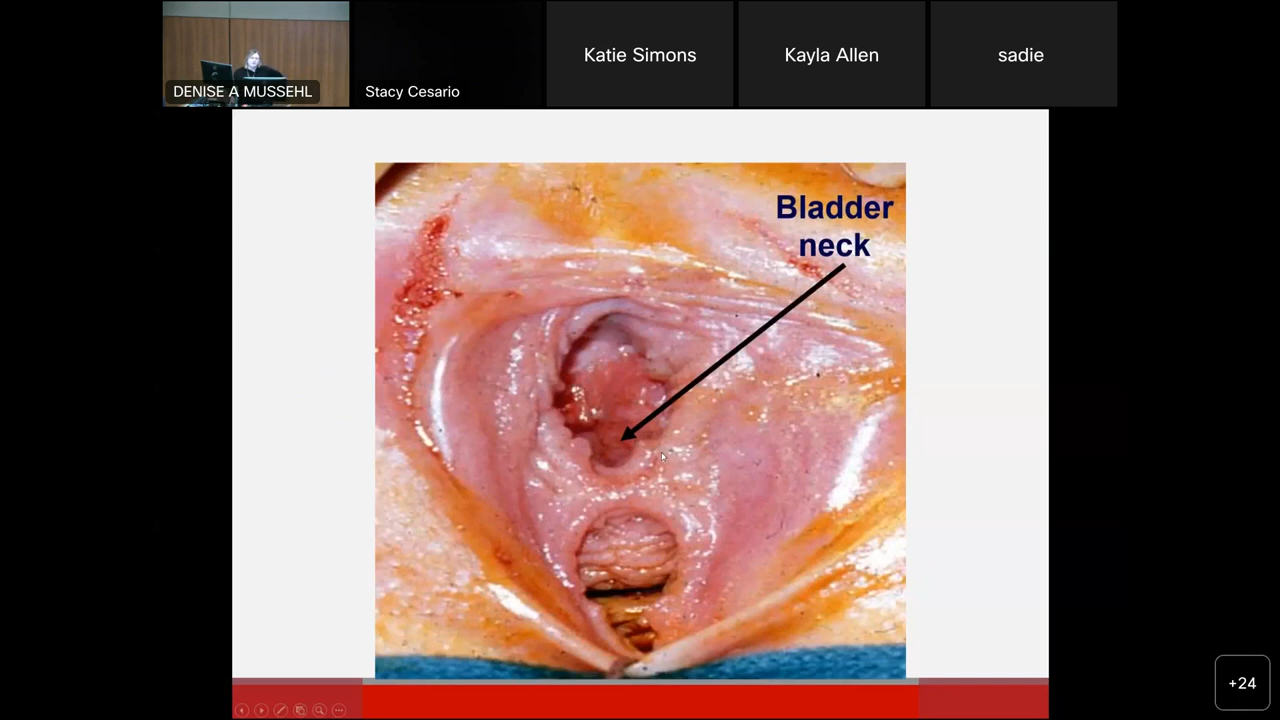 DENISE A MUSSEHL
Stacy Cesario
Katie Simons
Kayla Allen
sadie
Bladder
neck
+24